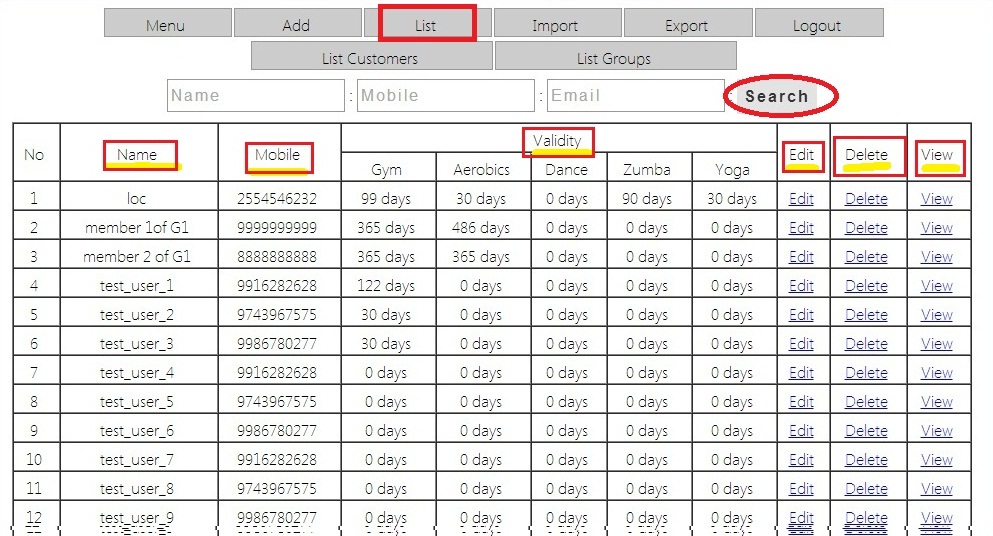 Menu Add List Import Export Logout
List Customers List Groups
Name : Mobile : Email : Search
No Name Mobile Validity Edit Delete View
Gym Aerobics Dance Zumba Yoga
1 loc 2554546232 99 days 30 days 0 days 90 days 30 days Edit Delete View
2 member 1of G1 9999999999 365 days 486 days 0 days 0 days 0 days Edit Delete View
3 member 2 of G1 8888888888 365 days 365 days 0 days 0 days 0 days Edit Delete View
4 test_user_1 9916282628 122 days 0 days 0 days 0 days 0 days Edit Delete View
5 test_user_2 9743967575 30 days 0 days 0 days 0 days 0 days Edit Delete View
6 test_user_3 9986780277 30 days 0 days 0 days 0 days 0 days Edit Delete View
7 test_user_4 9916282628 0 days 0 days 0 days 0 days 0 days Edit Delete View
8 test_user_5 9743967575 0 days 0 days 0 days 0 days 0 days Edit Delete View
9 test_user_6 9986780277 0 days 0 days 0 days 0 days 0 days Edit Delete View
10 test_user_7 9916282628 0 days 0 days 0 days 0 days 0 days Edit Delete View
11 test_user_8 9743967575 0 days 0 days 0 days 0 days 0 days Edit Delete View
12 test_user_9 9986780277 0 days 0 days 0 days 0 days 0 days Edit Delete View